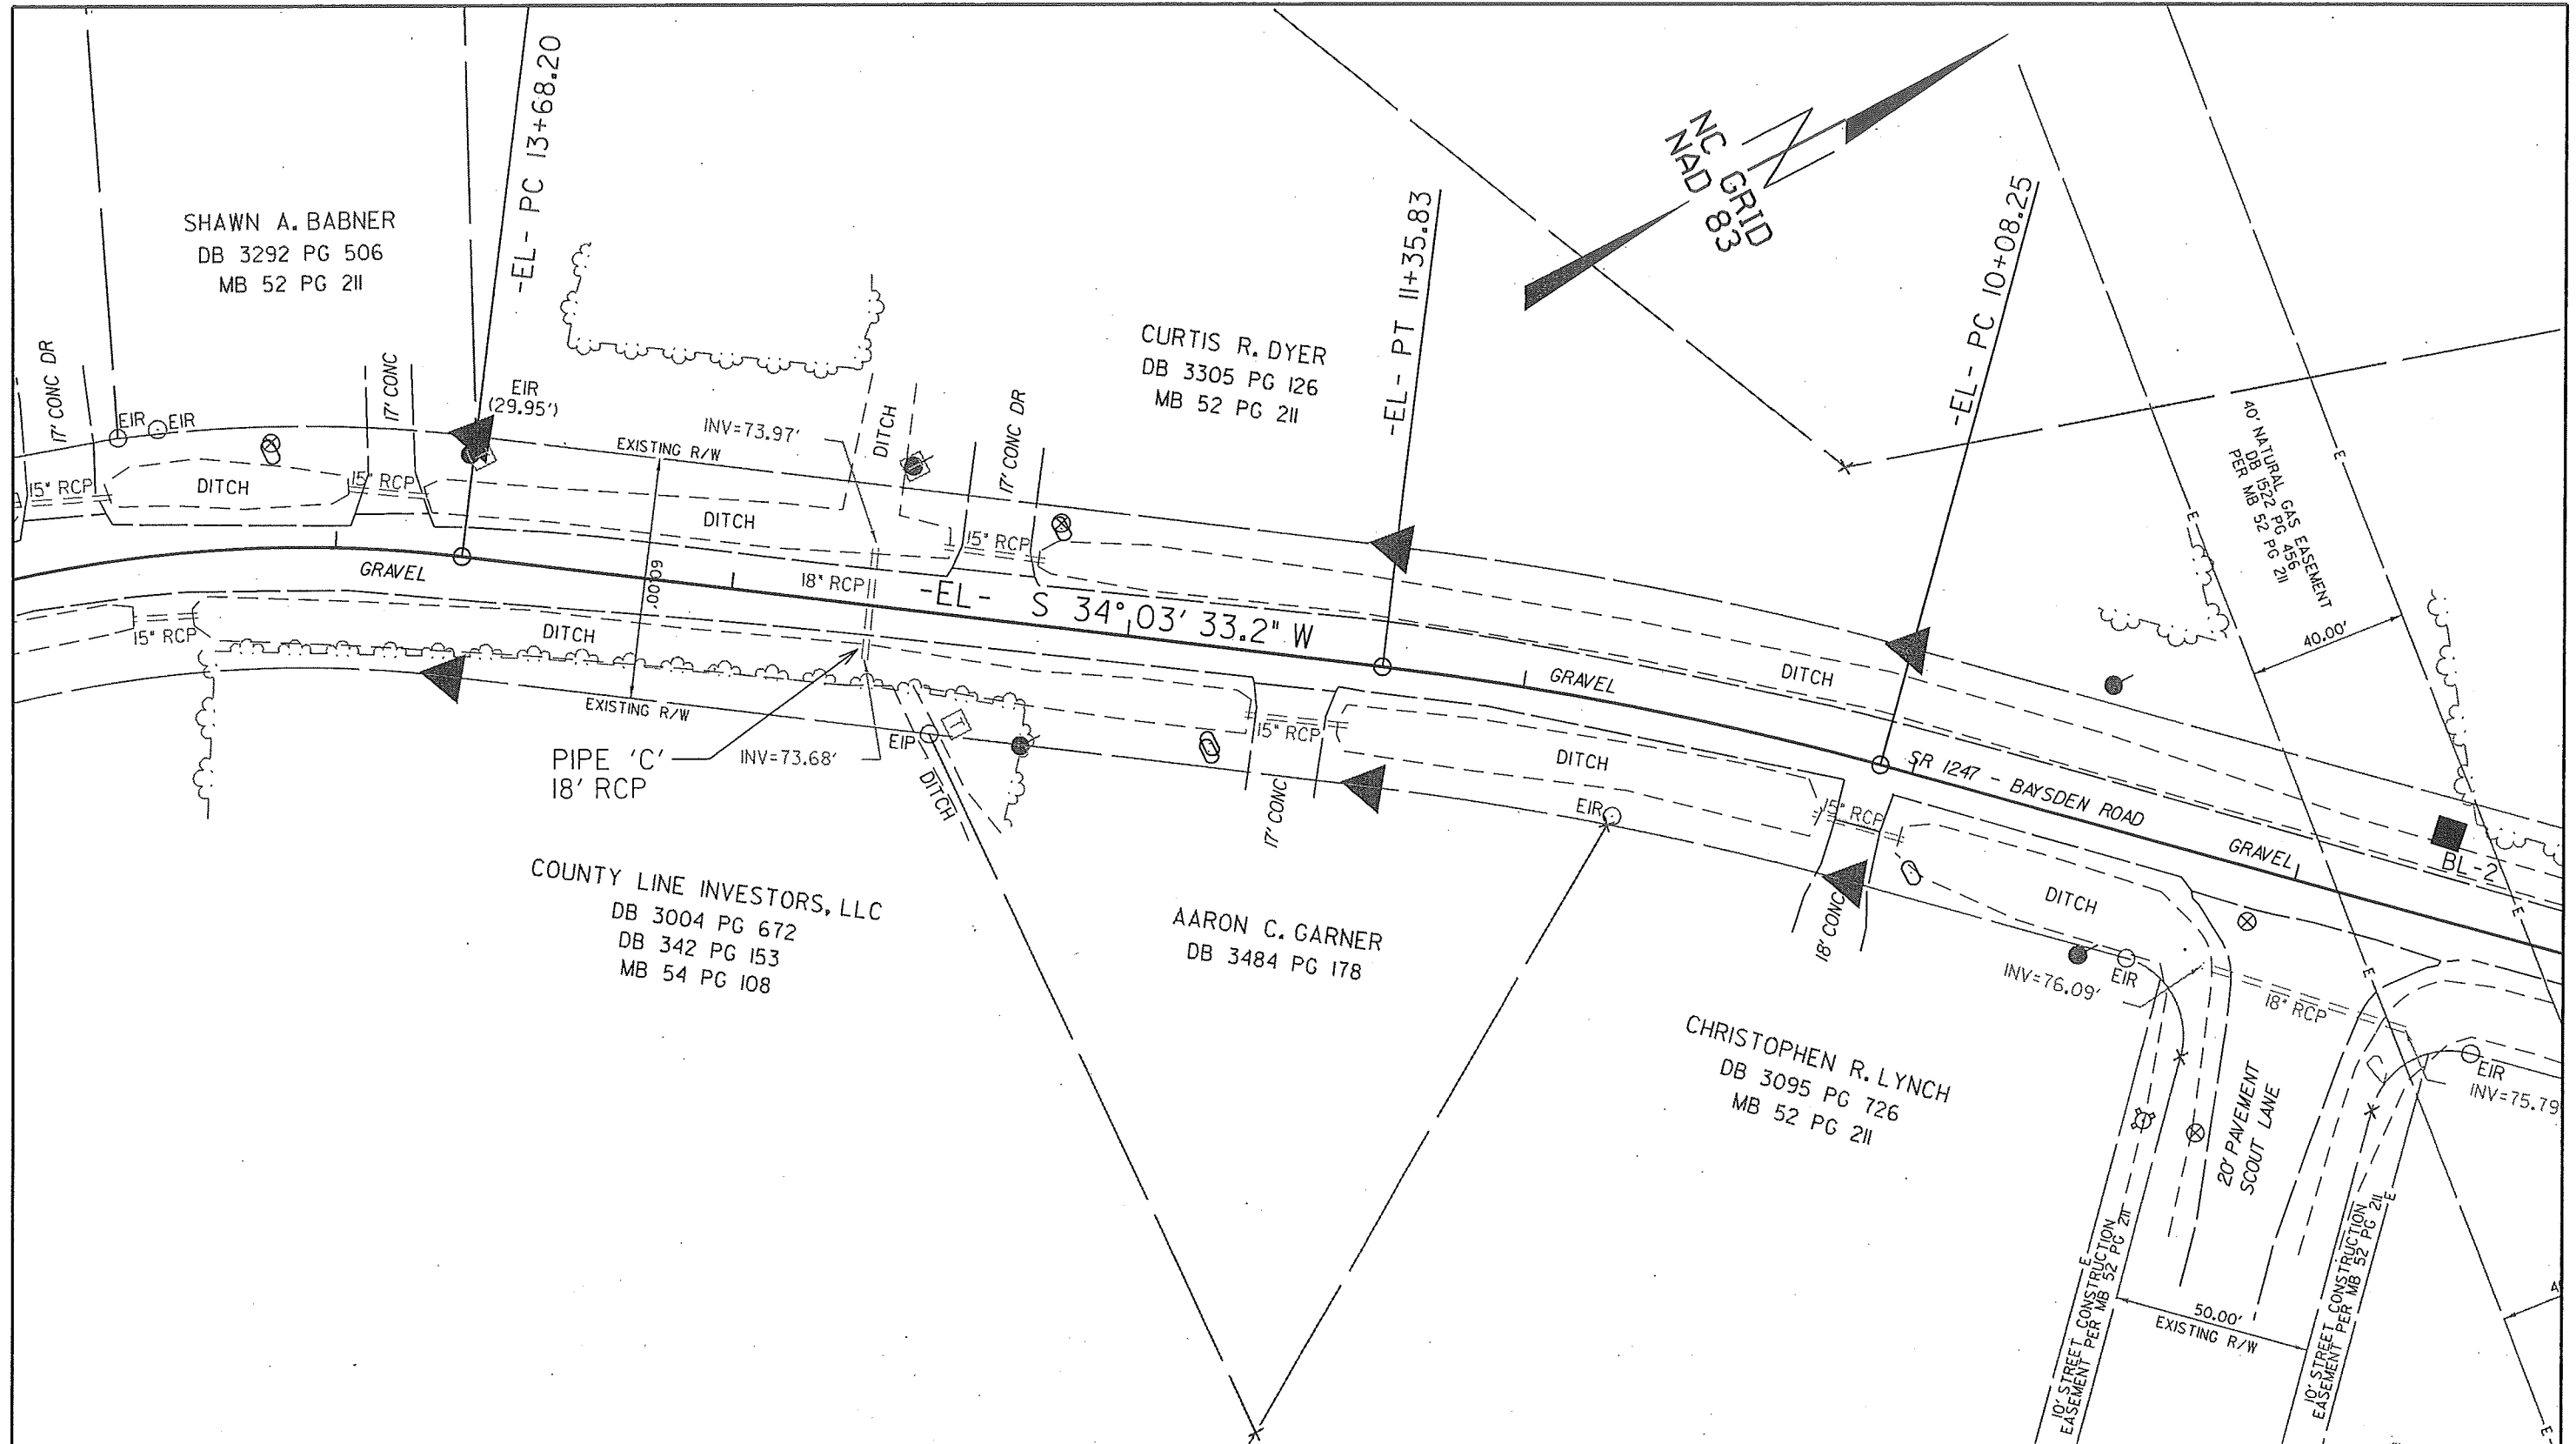 -EL- PC 13+68.20
SHAWN A. BABNER
DB 3292 PG 506
MB 52 PG 211
NC GRID
NAD 83
-EL- PT 11+35.83
-EL- PC 10+08.25
CURTIS R. DYER
DB 3305 PG 126
MB 52 PG 211
17' CONC DR
17' CONC
EIR
(29.95')
EIR
EIR
INV=73.97'
DITCH
17' CONC DR
EXISTING R/W
15" RCP
DITCH
15" RCP
DITCH
15" RCP
40' NATURAL GAS EASEMENT
DB 1522 PG 456
PER MB 52 PG 211
E
E
40.00'
GRAVEL
60.00'
18" RCP
-EL- S 34° 03' 33.2" W
15" RCP
DITCH
EXISTING R/W
GRAVEL
DITCH
PIPE 'C'
18' RCP
INV=73.68'
EIP
T
DITCH
15" RCP
17' CONC
DITCH
EIR
SR 1247 - BAYSDEN ROAD
GRAVEL
BL-2
15" RCP
18' CONC
DITCH
E
E
COUNTY LINE INVESTORS, LLC
DB 3004 PG 672
DB 342 PG 153
MB 54 PG 108
AARON C. GARNER
DB 3484 PG 178
INV=76.09'
EIR
18" RCP
CHRISTOPHEN R. LYNCH
DB 3095 PG 726
MB 52 PG 211
EIR
INV=75.79
20' PAVEMENT
SCOUT LANE
10' STREET CONSTRUCTION
EASEMENT PER MB 52 PG 211
E
50.00'
EXISTING R/W
10' STREET CONSTRUCTION
EASEMENT PER MB 52 PG 211
E
E